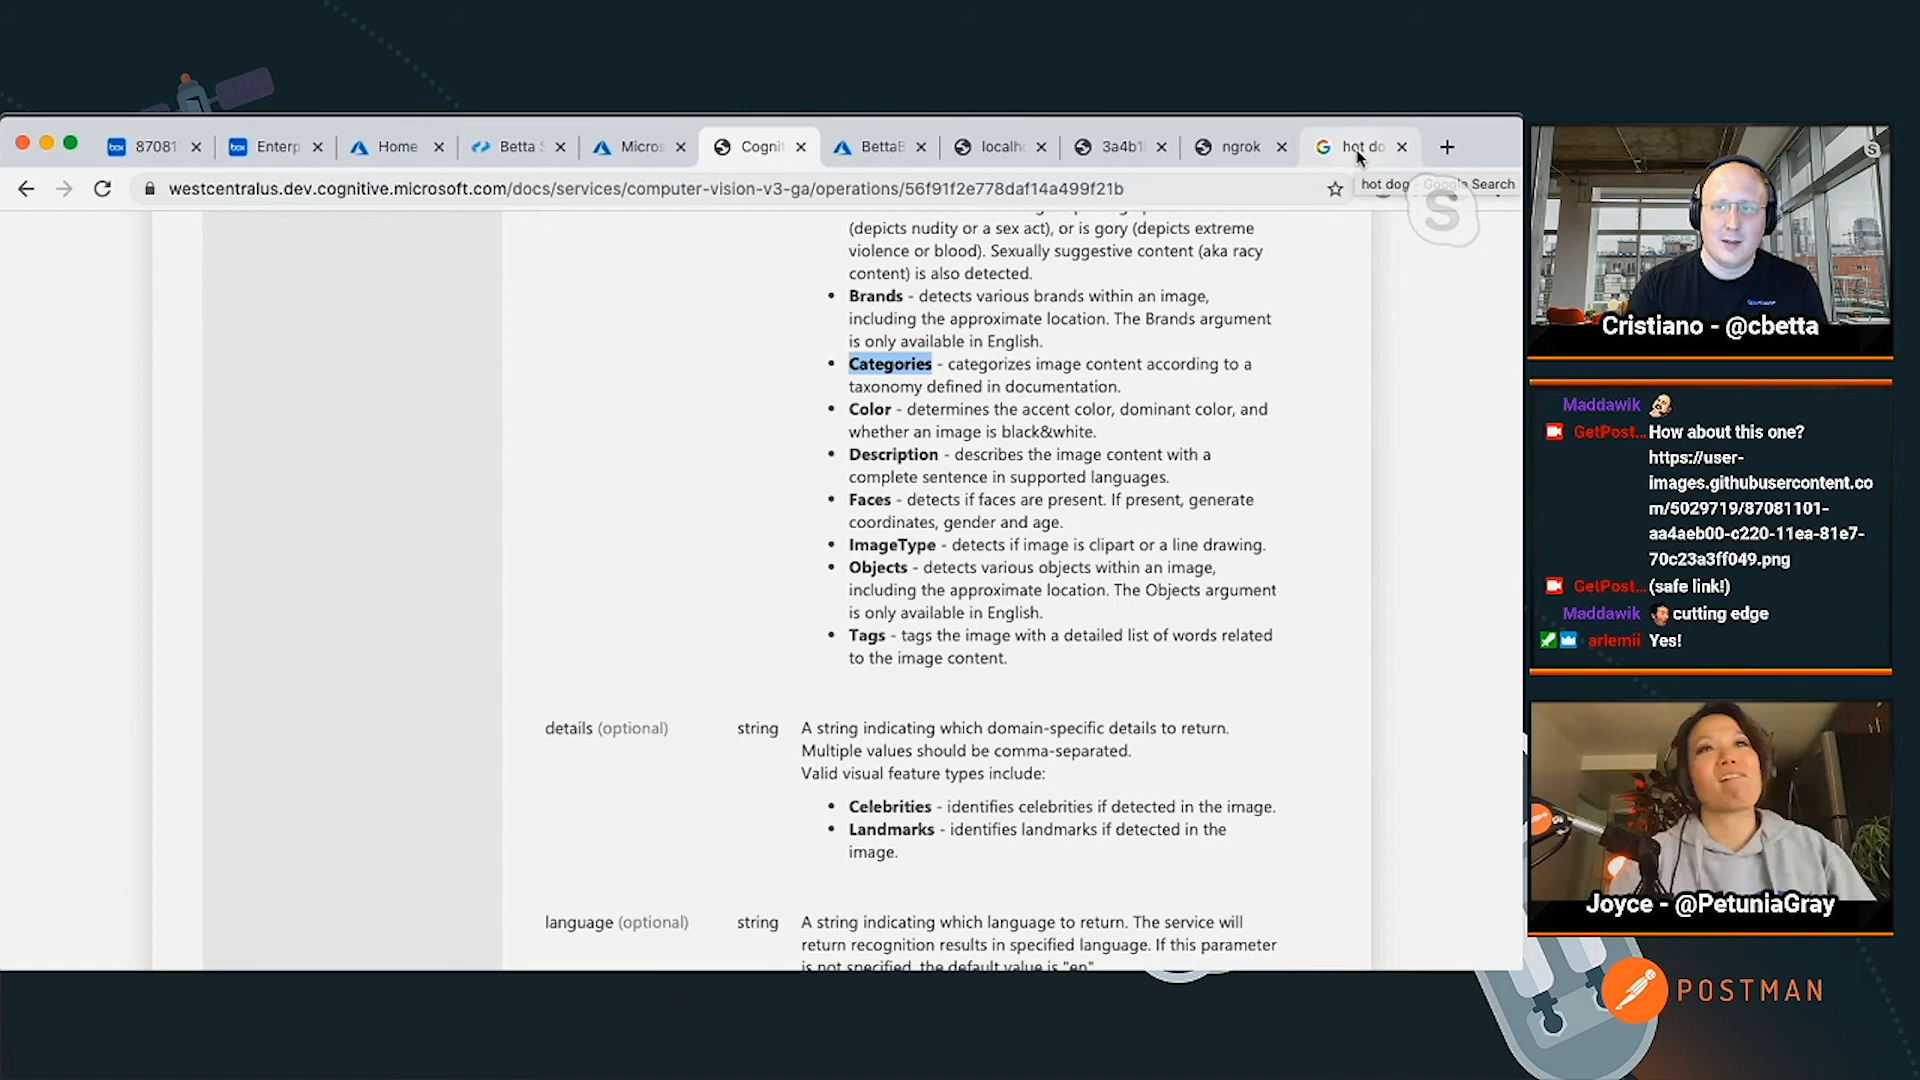 87081
Enterp
Home
Betta S
Micros
Cognit
BettaB
localh
3a4b1
ngrok
hot do
westcentralus.dev.cognitive.microsoft.com/docs/services/computer-vision-v3-ga/operations/56f91f2e778daf14a499f21b
hot dog - Google Search
(depicts nudity or a sex act), or is gory (depicts extreme
violence or blood). Sexually suggestive content (aka racy
content) is also detected.
• Brands - detects various brands within an image,
including the approximate location. The Brands argument
is only available in English.
• Categories - categorizes image content according to a
taxonomy defined in documentation.
• Color - determines the accent color, dominant color, and
whether an image is black&white.
• Description - describes the image content with a
complete sentence in supported languages.
• Faces - detects if faces are present. If present, generate
coordinates, gender and age.
• ImageType - detects if image is clipart or a line drawing.
• Objects - detects various objects within an image,
including the approximate location. The Objects argument
is only available in English.
• Tags - tags the image with a detailed list of words related
to the image content.
details (optional) string A string indicating which domain-specific details to return.
Multiple values should be comma-separated.
Valid visual feature types include:
• Celebrities - identifies celebrities if detected in the image.
• Landmarks - identifies landmarks if detected in the
image.
language (optional) string A string indicating which language to return. The service will
return recognition results in specified language. If this parameter
is not specified, the default value is "en"
Cristiano - @cbetta
Maddawik
GetPost... How about this one?
https://user-
images.githubusercontent.co
m/5029719/87081101-
aa4aeb00-c220-11ea-81e7-
70c23a3ff049.png
GetPost... (safe link!)
Maddawik cutting edge
arlemii Yes!
Joyce - @PetuniaGray
POSTMAN